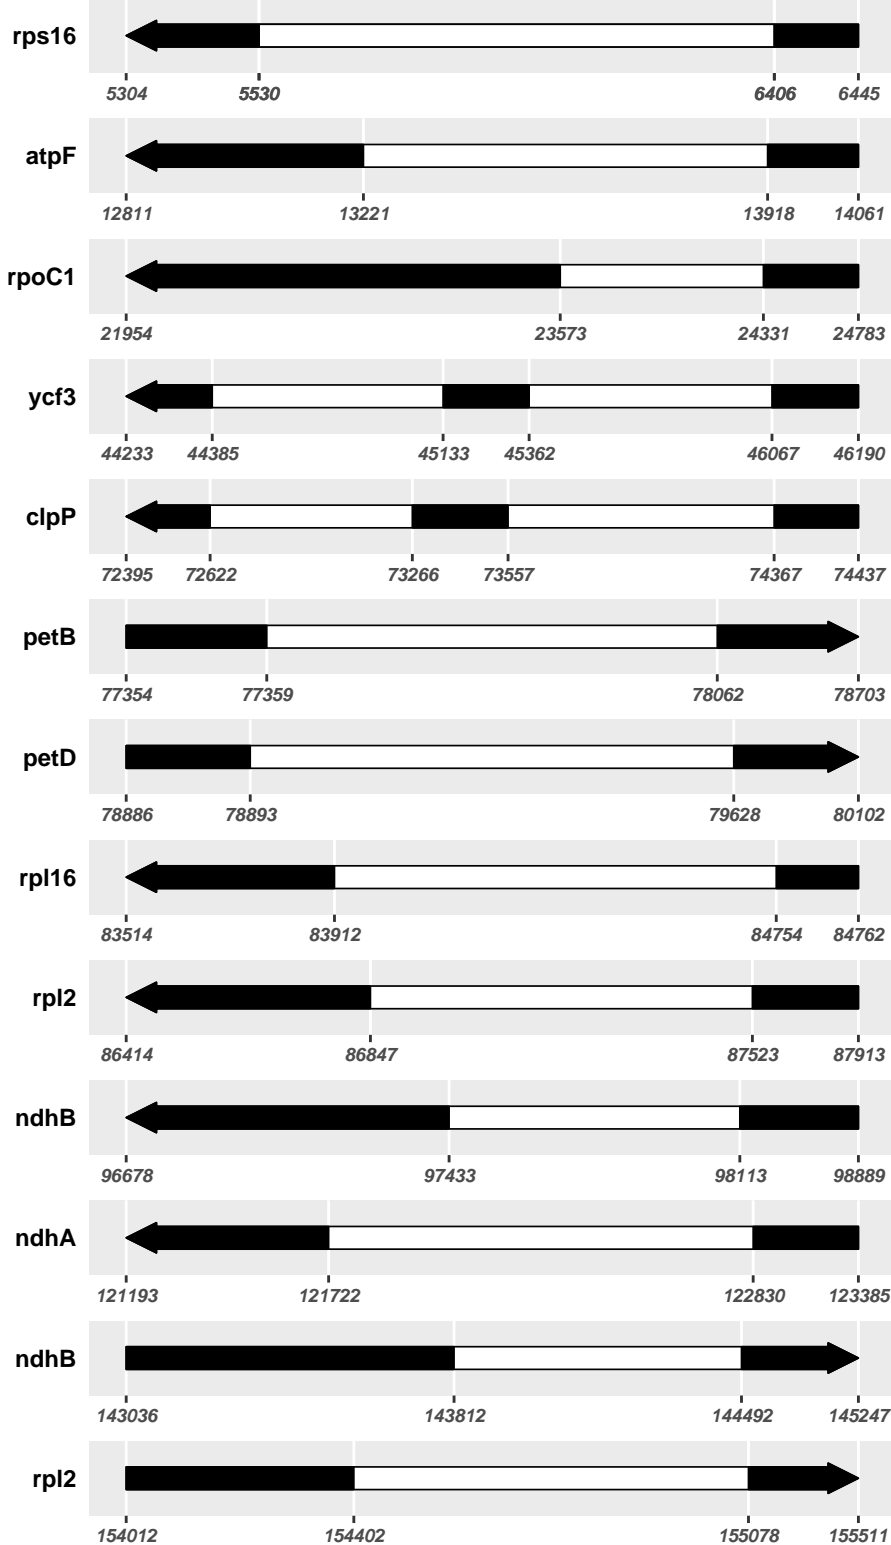 rps16
5304 5530 6406 6445
atpF
12811 13221 13918 14061
rpoC1
21954 23573 24331 24783
ycf3
44233 44385 45133 45362 46067 46190
clpP
72395 72622 73266 73557 74367 74437
petB
77354 77359 78062 78703
petD
78886 78893 79628 80102
rpl16
83514 83912 84754 84762
rpl2
86414 86847 87523 87913
ndhB
96678 97433 98113 98889
ndhA
121193 121722 122830 123385
ndhB
143036 143812 144492 145247
rpl2
154012 154402 155078 155511